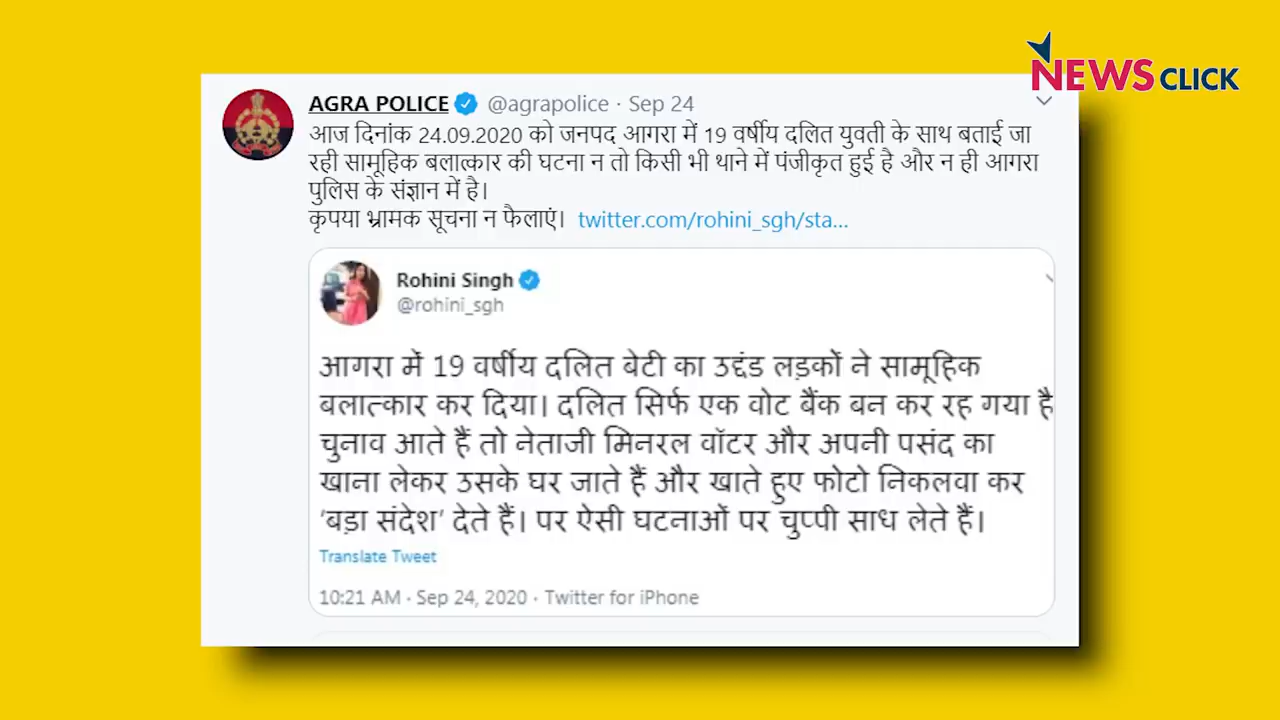 NEWS CLICK
AGRA POLICE @agrapolice · Sep 24
आज दिनांक 24.09.2020 को जनपद आगरा में 19 वर्षीय दलित युवती के साथ बताई जा
रही सामूहिक बलात्कार की घटना न तो किसी भी थाने में पंजीकृत हुई है और न ही आगरा
पुलिस के संज्ञान में है।
कृपया भ्रामक सूचना न फैलाएं। twitter.com/rohini_sgh/sta...
Rohini Singh
@rohini_sgh
आगरा में 19 वर्षीय दलित बेटी का उद्दंड लड़कों ने सामूहिक
बलात्कार कर दिया। दलित सिर्फ एक वोट बैंक बन कर रह गया है
चुनाव आते हैं तो नेताजी मिनरल वॉटर और अपनी पसंद का
खाना लेकर उसके घर जाते हैं और खाते हुए फोटो निकलवा कर
‘बड़ा संदेश’ देते हैं। पर ऐसी घटनाओं पर चुप्पी साध लेते हैं।
Translate Tweet
10:21 AM · Sep 24, 2020 · Twitter for iPhone